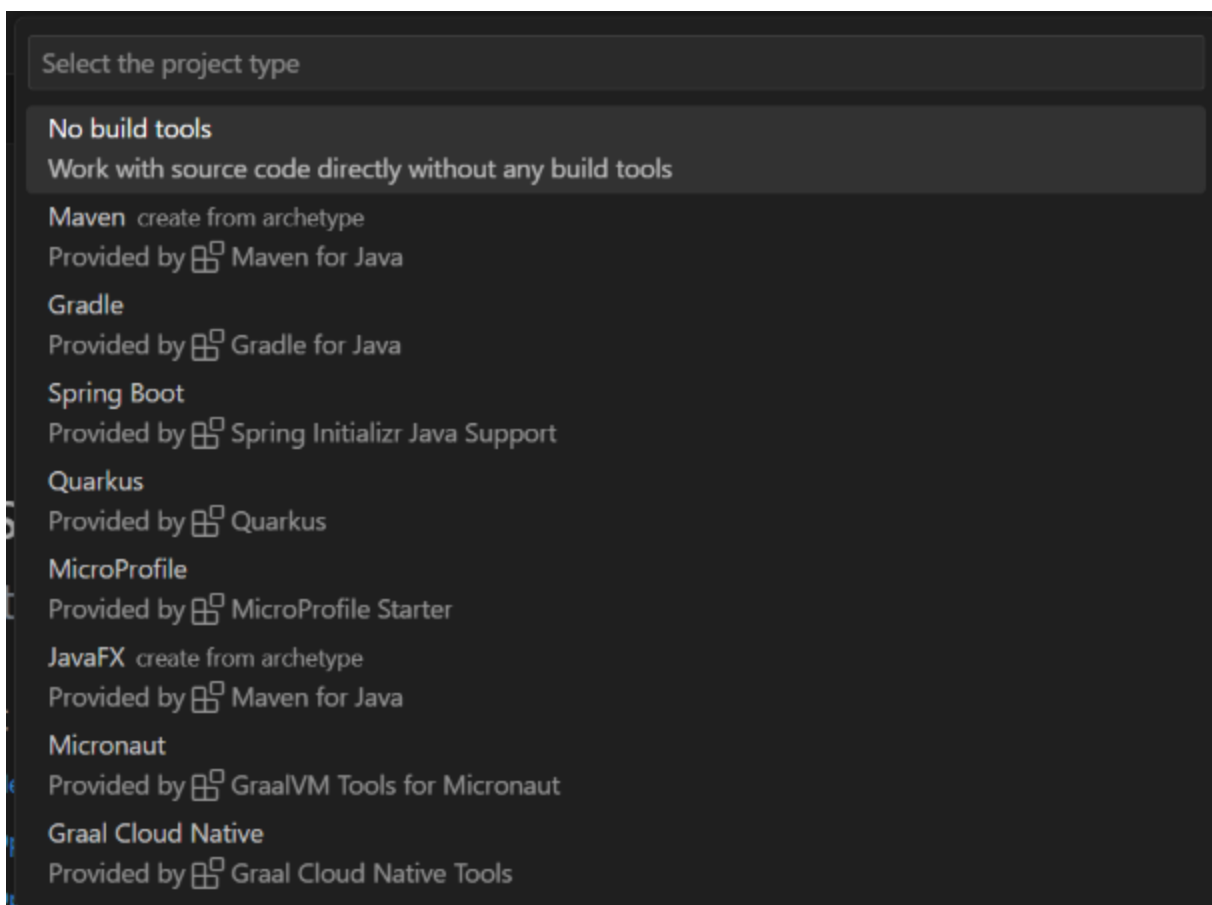 Select the project type
No build tools
Work with source code directly without any build tools
Maven create from archetype
Provided by Maven for Java
Gradle
Provided by Gradle for Java
Spring Boot
Provided by Spring Initializr Java Support
Quarkus
Provided by Quarkus
MicroProfile
Provided by MicroProfile Starter
JavaFX create from archetype
Provided by Maven for Java
Micronaut
Provided by GraalVM Tools for Micronaut
Graal Cloud Native
Provided by Graal Cloud Native Tools